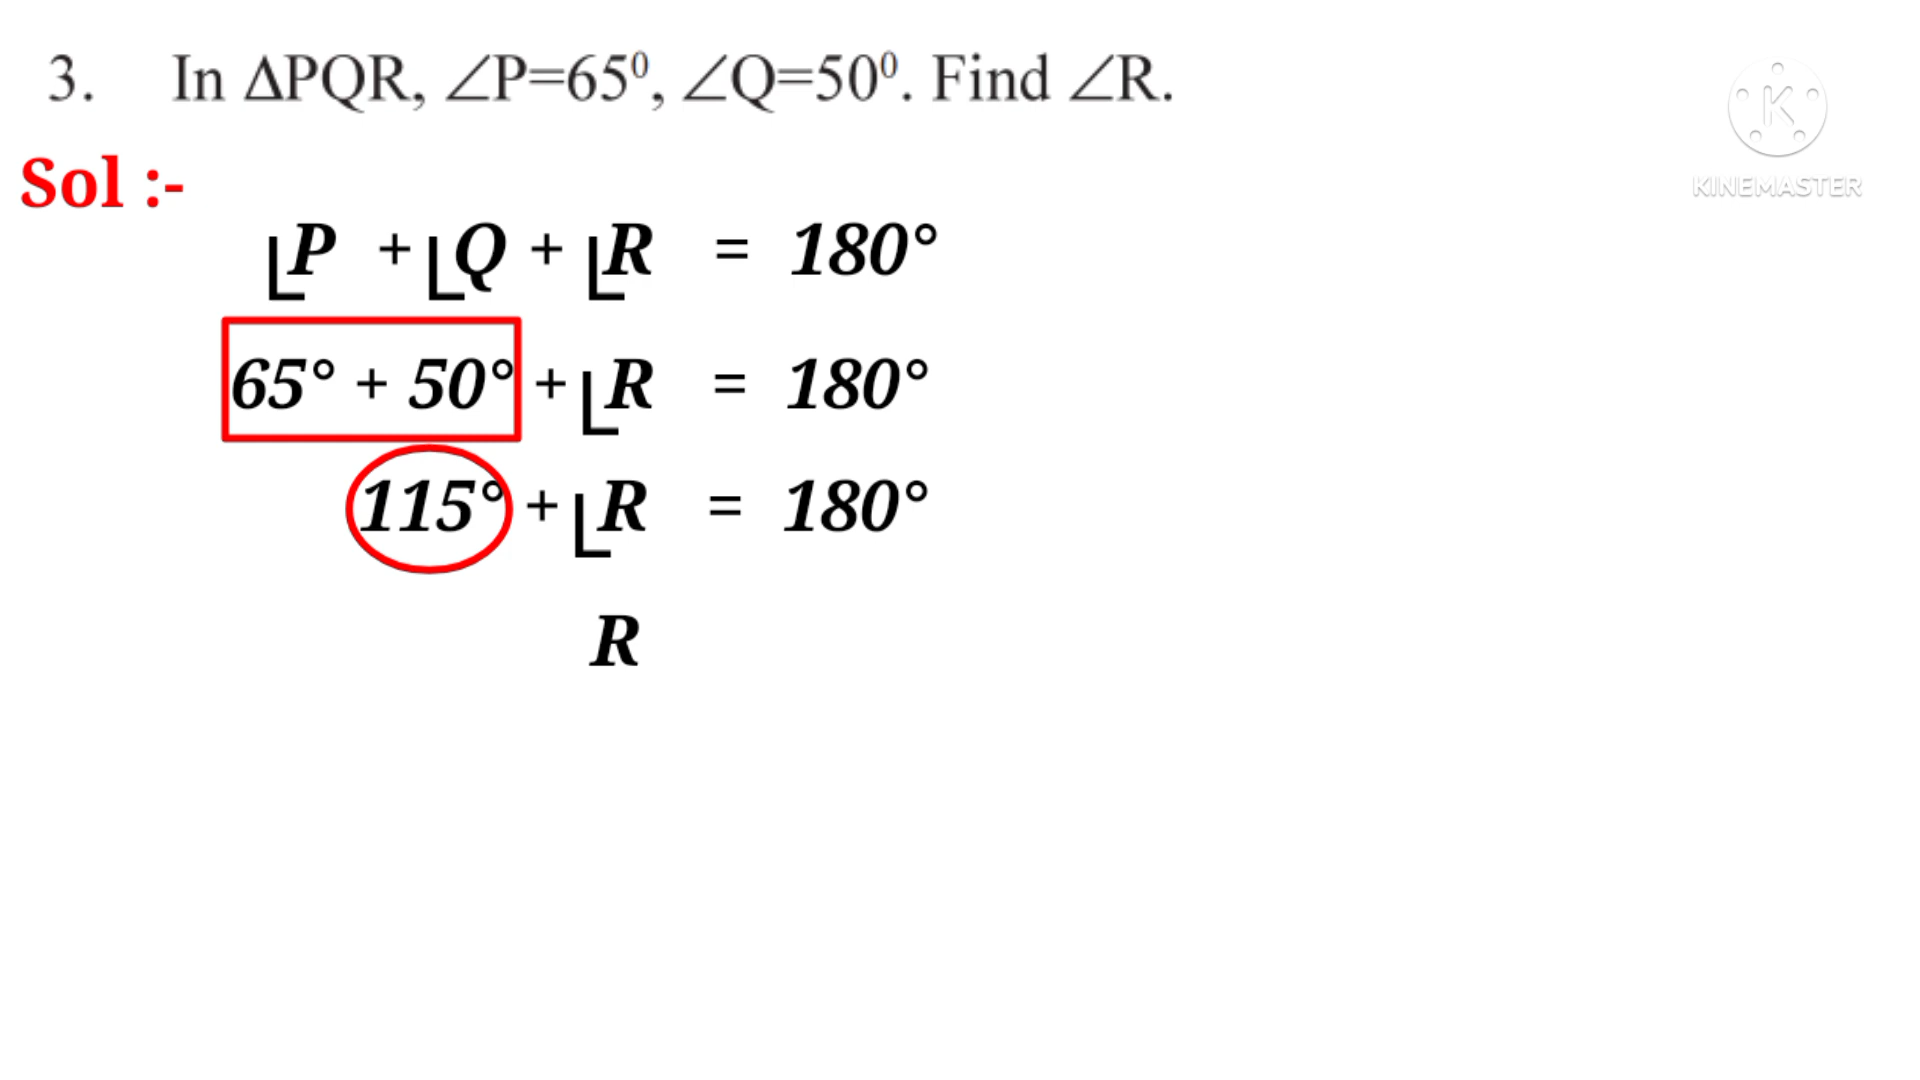 3. In ΔPQR, ∠P=65⁰, ∠Q=50⁰. Find ∠R.
KINEMASTER
Sol :-
∠P + ∠Q + ∠R = 180°
65° + 50° + ∠R = 180°
115° + ∠R = 180°
R